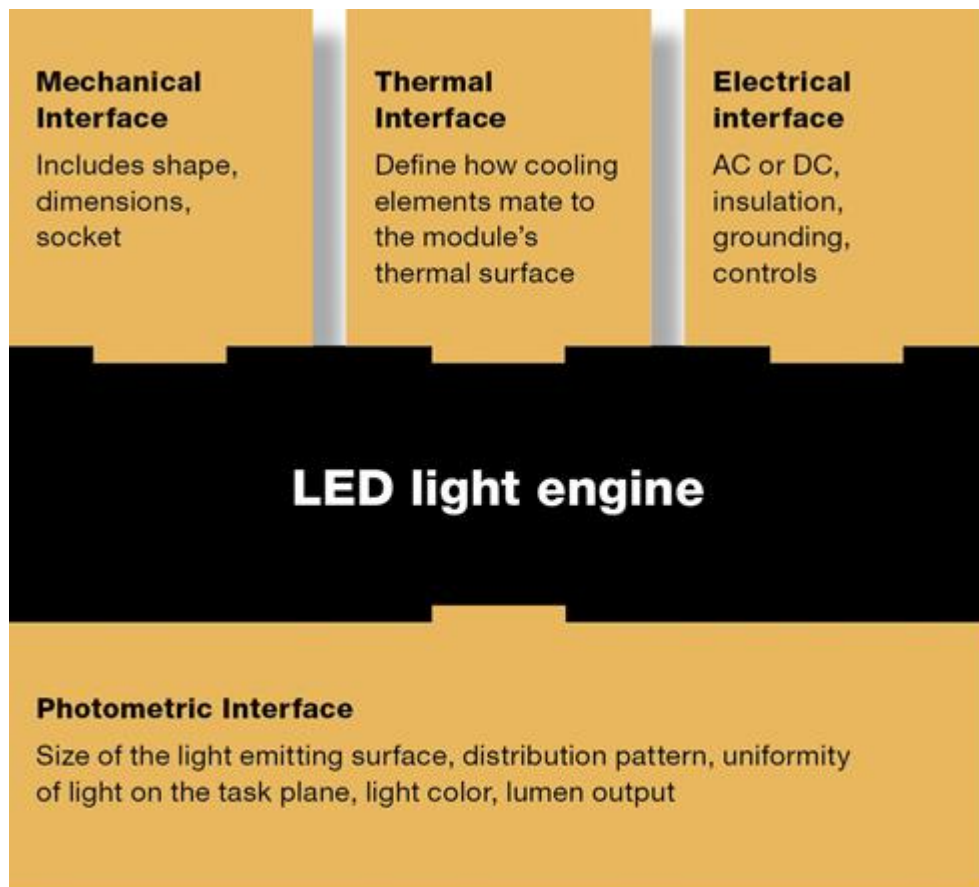 Mechanical
Interface
Includes shape,
dimensions,
socket
Thermal
Interface
Define how cooling
elements mate to
the module's
thermal surface
Electrical
interface
AC or DC,
insulation,
grounding,
controls
LED light engine
Photometric Interface
Size of the light emitting surface, distribution pattern, uniformity
of light on the task plane, light color, lumen output